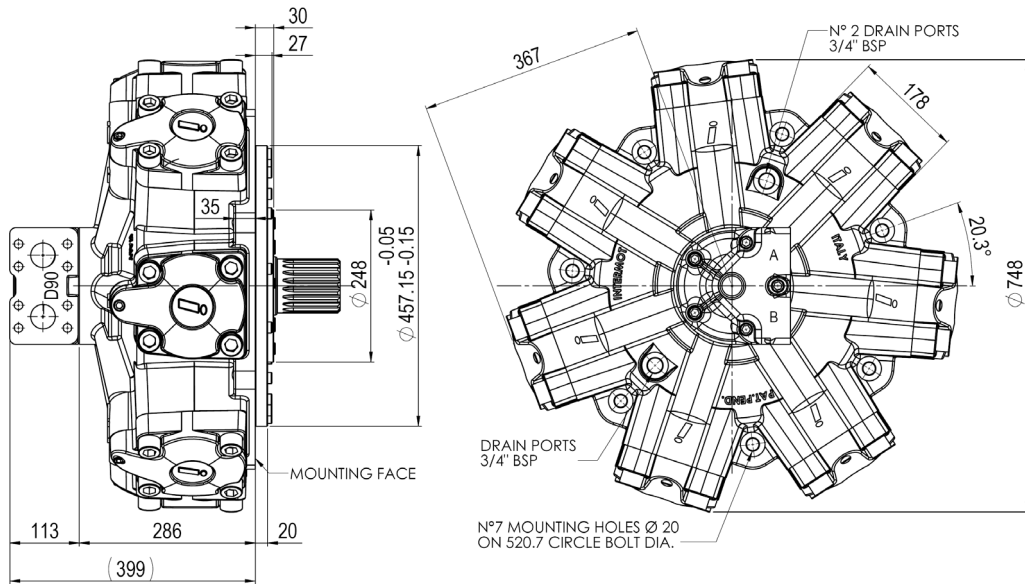 30
27
367
N° 2 DRAIN PORTS
3/4" BSP
178
35
D90
Ø 248
Ø 457.15 -0.05 -0.15
20.3°
Ø 748
INTERMOT
ITALY
A
B
PAT.PEND.
DRAIN PORTS
3/4" BSP
MOUNTING FACE
113
286
20
(399)
N°7 MOUNTING HOLES Ø 20
ON 520.7 CIRCLE BOLT DIA.